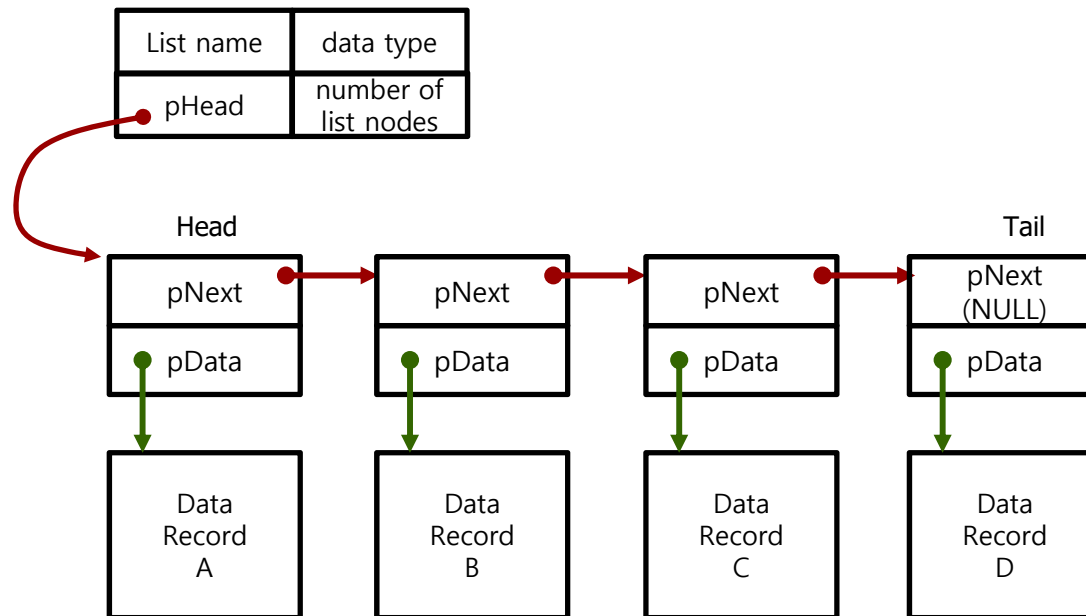 List name
data type
pHead
number of
list nodes
Head
Tail
pNext
pNext
pNext
pNext
(NULL)
pData
pData
pData
pData
Data
Record
A
Data
Record
B
Data
Record
C
Data
Record
D